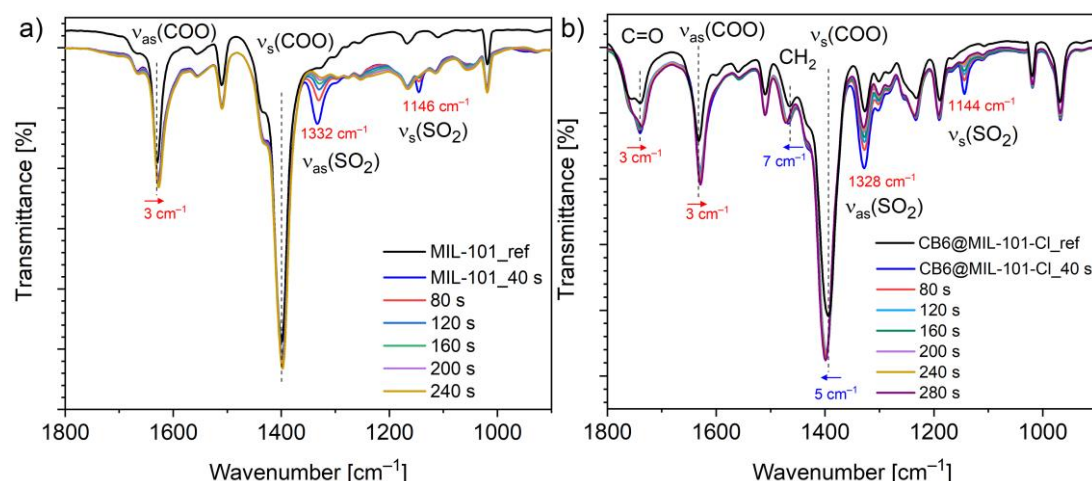 a)
νas(COO)
νs(COO)
1146 cm⁻¹
νs(SO₂)
1332 cm⁻¹
νas(SO₂)
3 cm⁻¹
MIL-101_ref
MIL-101_40 s
80 s
120 s
160 s
200 s
240 s
Transmittance [%]
1800
1600
1400
1200
1000
Wavenumber [cm⁻¹]
b)
C=O
νas(COO)
νs(COO)
CH₂
1144 cm⁻¹
νs(SO₂)
3 cm⁻¹
7 cm⁻¹
3 cm⁻¹
1328 cm⁻¹
νas(SO₂)
5 cm⁻¹
CB6@MIL-101-Cl_ref
CB6@MIL-101-Cl_40 s
80 s
120 s
160 s
200 s
240 s
280 s
Transmittance [%]
1800
1600
1400
1200
1000
Wavenumber [cm⁻¹]